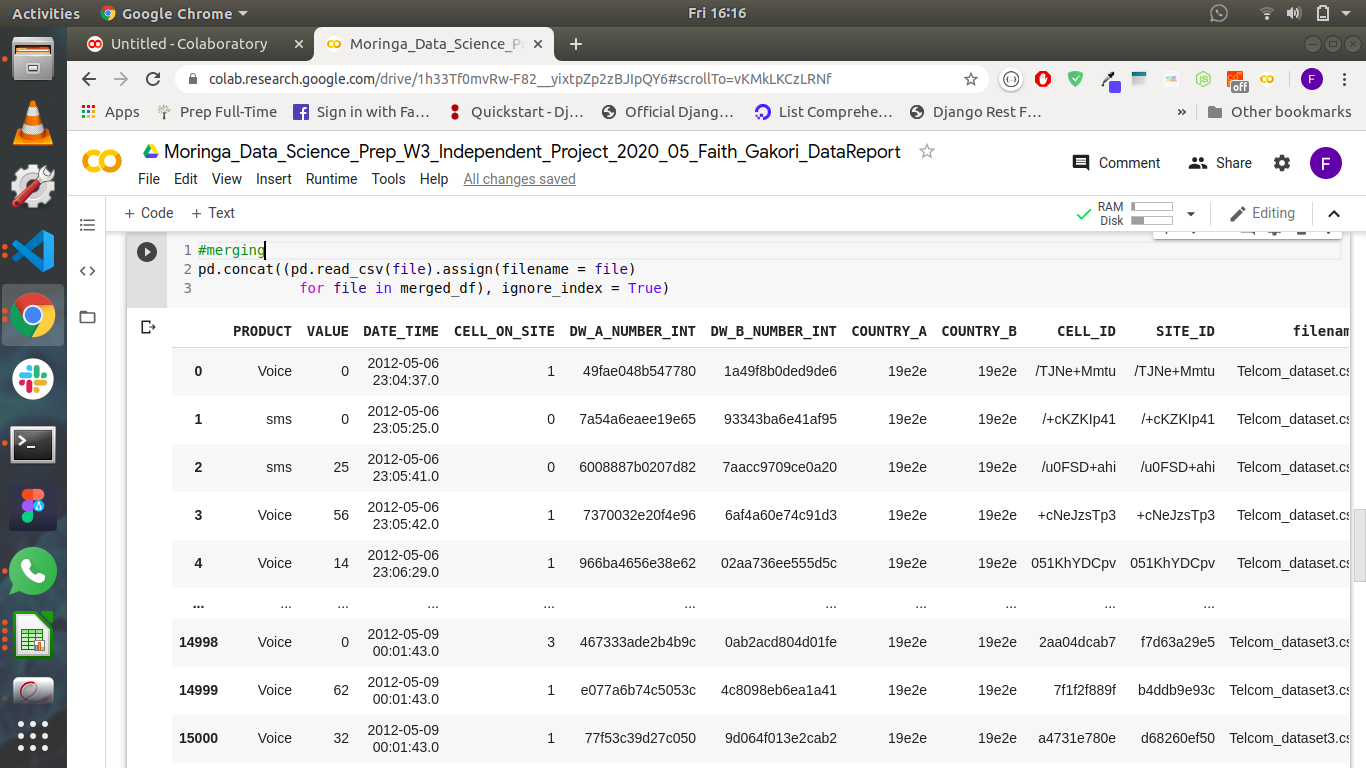 Activities Google Chrome Fri 16:16
Untitled - Colaboratory Moringa_Data_Science_Pr
colab.research.google.com/drive/1h33Tf0mvRw-F82__yixtpZp2zBJIpQY6#scrollTo=vKMkLKCzLRNf
Apps Prep Full-Time Sign in with Fa... Quickstart - Dj... Official Djang... List Comprehe... Django Rest F... » Other bookmarks
Moringa_Data_Science_Prep_W3_Independent_Project_2020_05_Faith_Gakori_DataReport
File Edit View Insert Runtime Tools Help All changes saved
Comment Share F
+ Code + Text RAM Disk Editing
1 #merging
2 pd.concat((pd.read_csv(file).assign(filename = file)
3 for file in merged_df), ignore_index = True)
PRODUCT VALUE DATE_TIME CELL_ON_SITE DW_A_NUMBER_INT DW_B_NUMBER_INT COUNTRY_A COUNTRY_B CELL_ID SITE_ID filenam
0 Voice 0 2012-05-06 23:04:37.0 1 49fae048b547780 1a49f8b0ded9de6 19e2e 19e2e /TJNe+Mmtu /TJNe+Mmtu Telcom_dataset.cs
1 sms 0 2012-05-06 23:05:25.0 0 7a54a6eaee19e65 93343ba6e41af95 19e2e 19e2e /+cKZKIp41 /+cKZKIp41 Telcom_dataset.cs
2 sms 25 2012-05-06 23:05:41.0 0 6008887b0207d82 7aacc9709ce0a20 19e2e 19e2e /u0FSD+ahi /u0FSD+ahi Telcom_dataset.cs
3 Voice 56 2012-05-06 23:05:42.0 1 7370032e20f4e96 6af4a60e74c91d3 19e2e 19e2e +cNeJzsTp3 +cNeJzsTp3 Telcom_dataset.cs
4 Voice 14 2012-05-06 23:06:29.0 1 966ba4656e38e62 02aa736ee555d5c 19e2e 19e2e 051KhYDCpv 051KhYDCpv Telcom_dataset.cs
... ... ... ... ... ... ... ... ... ... ...
14998 Voice 0 2012-05-09 00:01:43.0 3 467333ade2b4b9c 0ab2acd804d01fe 19e2e 19e2e 2aa04dcab7 f7d63a29e5 Telcom_dataset3.cs
14999 Voice 62 2012-05-09 00:01:43.0 1 e077a6b74c5053c 4c8098eb6ea1a41 19e2e 19e2e 7f1f2f889f b4ddb9e93c Telcom_dataset3.cs
15000 Voice 32 2012-05-09 00:01:43.0 1 77f53c39d27c050 9d064f013e2cab2 19e2e 19e2e a4731e780e d68260ef50 Telcom_dataset3.cs